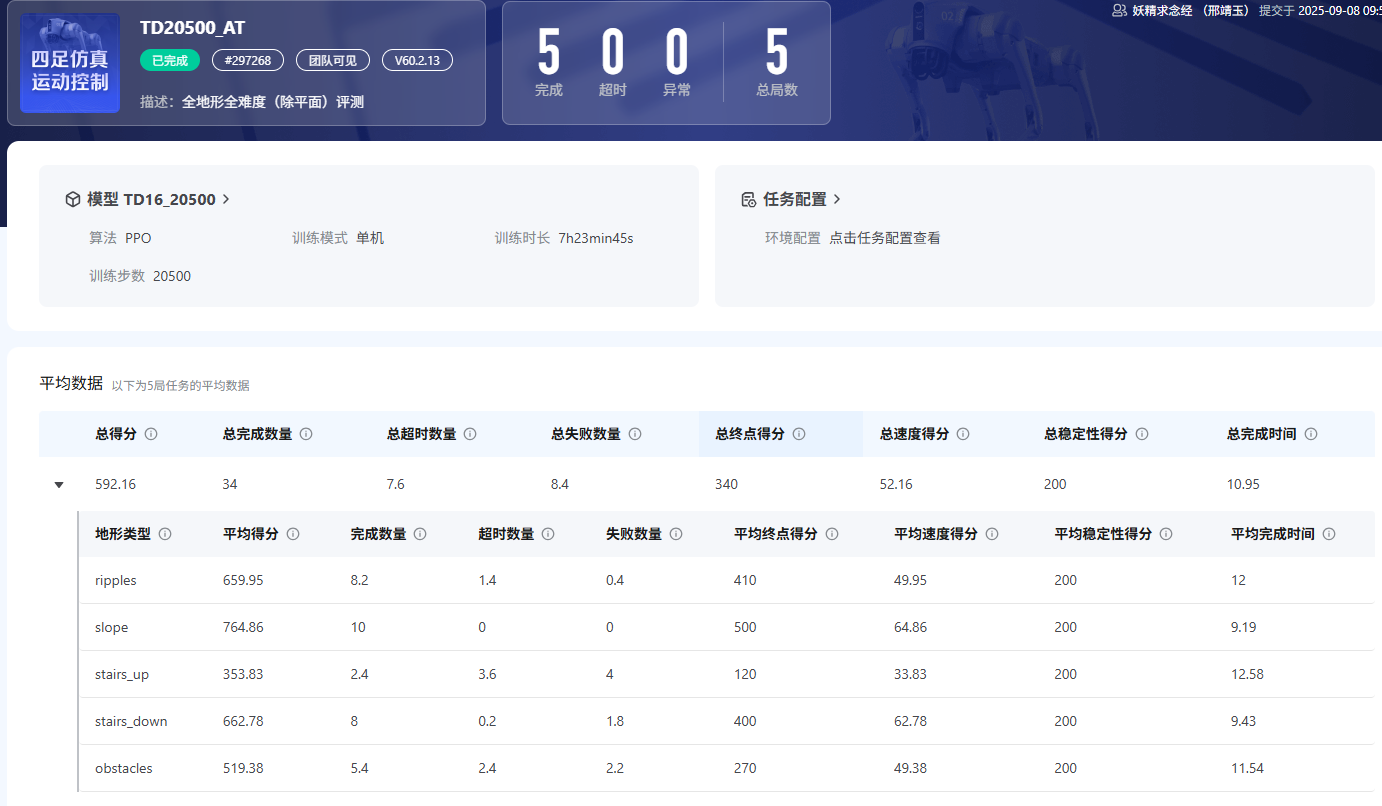 四足仿真
运动控制
TD20500_AT
已完成 #297268 团队可见 V60.2.13
描述：全地形全难度（除平面）评测
5 完成
0 超时
0 异常
5 总局数
妖精求念经 （邢靖玉） 提交于 2025-09-08 09:5
模型 TD16_20500 >
算法 PPO 训练模式 单机 训练时长 7h23min45s
训练步数 20500
任务配置 >
环境配置 点击任务配置查看
平均数据 以下为5局任务的平均数据
总得分 总完成数量 总超时数量 总失败数量 总终点得分 总速度得分 总稳定性得分 总完成时间
592.16 34 7.6 8.4 340 52.16 200 10.95
地形类型 平均得分 完成数量 超时数量 失败数量 平均终点得分 平均速度得分 平均稳定性得分 平均完成时间
ripples 659.95 8.2 1.4 0.4 410 49.95 200 12
slope 764.86 10 0 0 500 64.86 200 9.19
stairs_up 353.83 2.4 3.6 4 120 33.83 200 12.58
stairs_down 662.78 8 0.2 1.8 400 62.78 200 9.43
obstacles 519.38 5.4 2.4 2.2 270 49.38 200 11.54